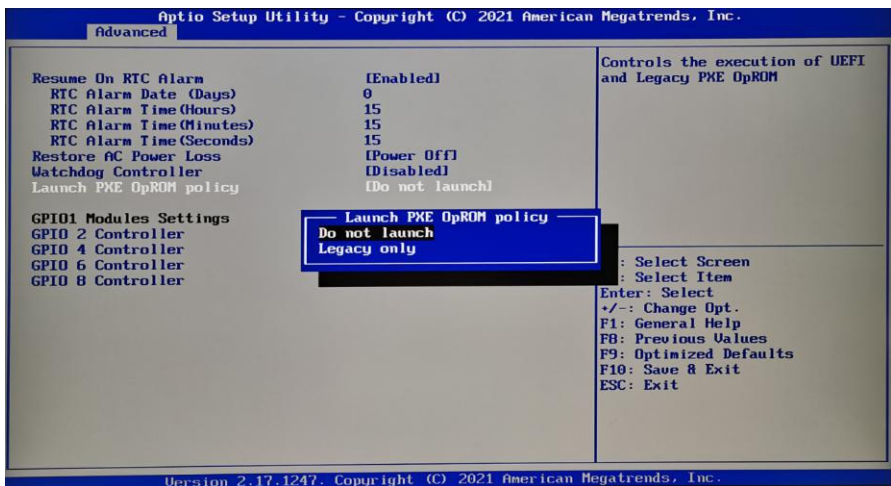 Aptio Setup Utility - Copyright (C) 2021 American Megatrends, Inc.
Advanced
Resume On RTC Alarm [Enabled]
RTC Alarm Date (Days) 0
RTC Alarm Time(Hours) 15
RTC Alarm Time(Minutes) 15
RTC Alarm Time(Seconds) 15
Restore AC Power Loss [Power Off]
Watchdog Controller [Disabled]
Launch PXE OpROM policy [Do not launch]
GPIO1 Modules Settings
GPIO 2 Controller
GPIO 4 Controller
GPIO 6 Controller
GPIO 8 Controller
Launch PXE OpROM policy
Do not launch
Legacy only
Controls the execution of UEFI
and Legacy PXE OpROM
: Select Screen
: Select Item
Enter: Select
+/-: Change Opt.
F1: General Help
F8: Previous Values
F9: Optimized Defaults
F10: Save & Exit
ESC: Exit
Version 2.17.1247. Copyright (C) 2021 American Megatrends, Inc.